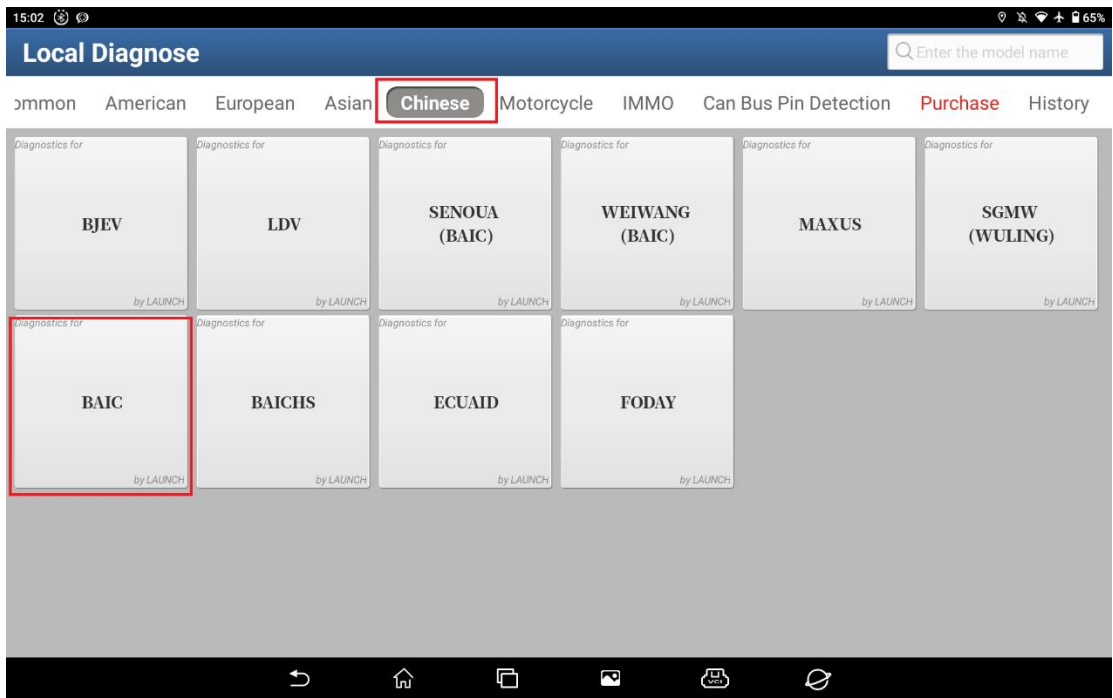 15:02
65%
Local Diagnose
Enter the model name
ommon American European Asian Chinese Motorcycle IMMO Can Bus Pin Detection Purchase History
Diagnostics for
BJEV
by LAUNCH
Diagnostics for
LDV
by LAUNCH
Diagnostics for
SENOUA
(BAIC)
by LAUNCH
Diagnostics for
WEIWANG
(BAIC)
by LAUNCH
Diagnostics for
MAXUS
by LAUNCH
Diagnostics for
SGMW
(WULING)
by LAUNCH
Diagnostics for
BAIC
by LAUNCH
Diagnostics for
BAICHS
by LAUNCH
Diagnostics for
ECUAID
by LAUNCH
Diagnostics for
FODAY
by LAUNCH
VCI